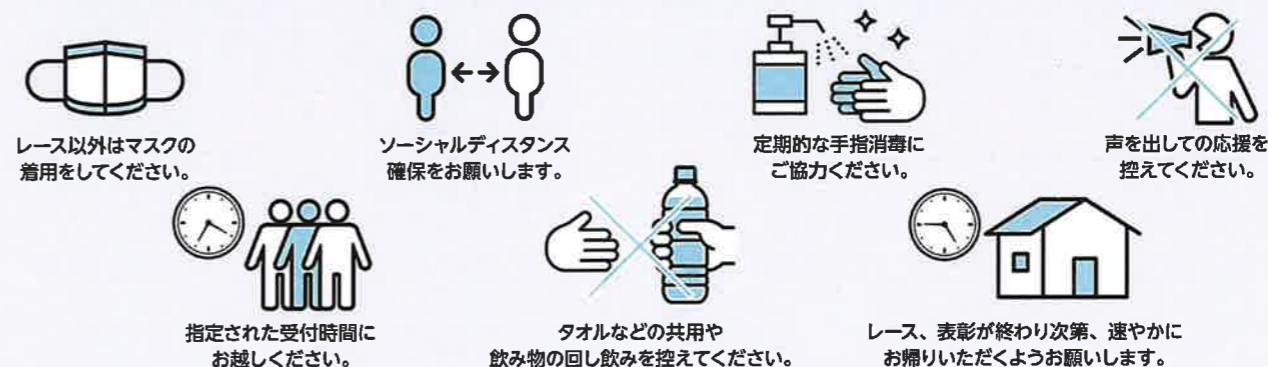 レース以外はマスクの
着用をしてください。
ソーシャルディスタンス
確保をお願いします。
定期的な手指消毒に
ご協力ください。
声を出しての応援を
控えてください。
指定された受付時間に
お越しください。
タオルなどの共用や
飲み物の回し飲みを控えてください。
レース、表彰が終わり次第、速やかに
お帰りいただくようお願いします。